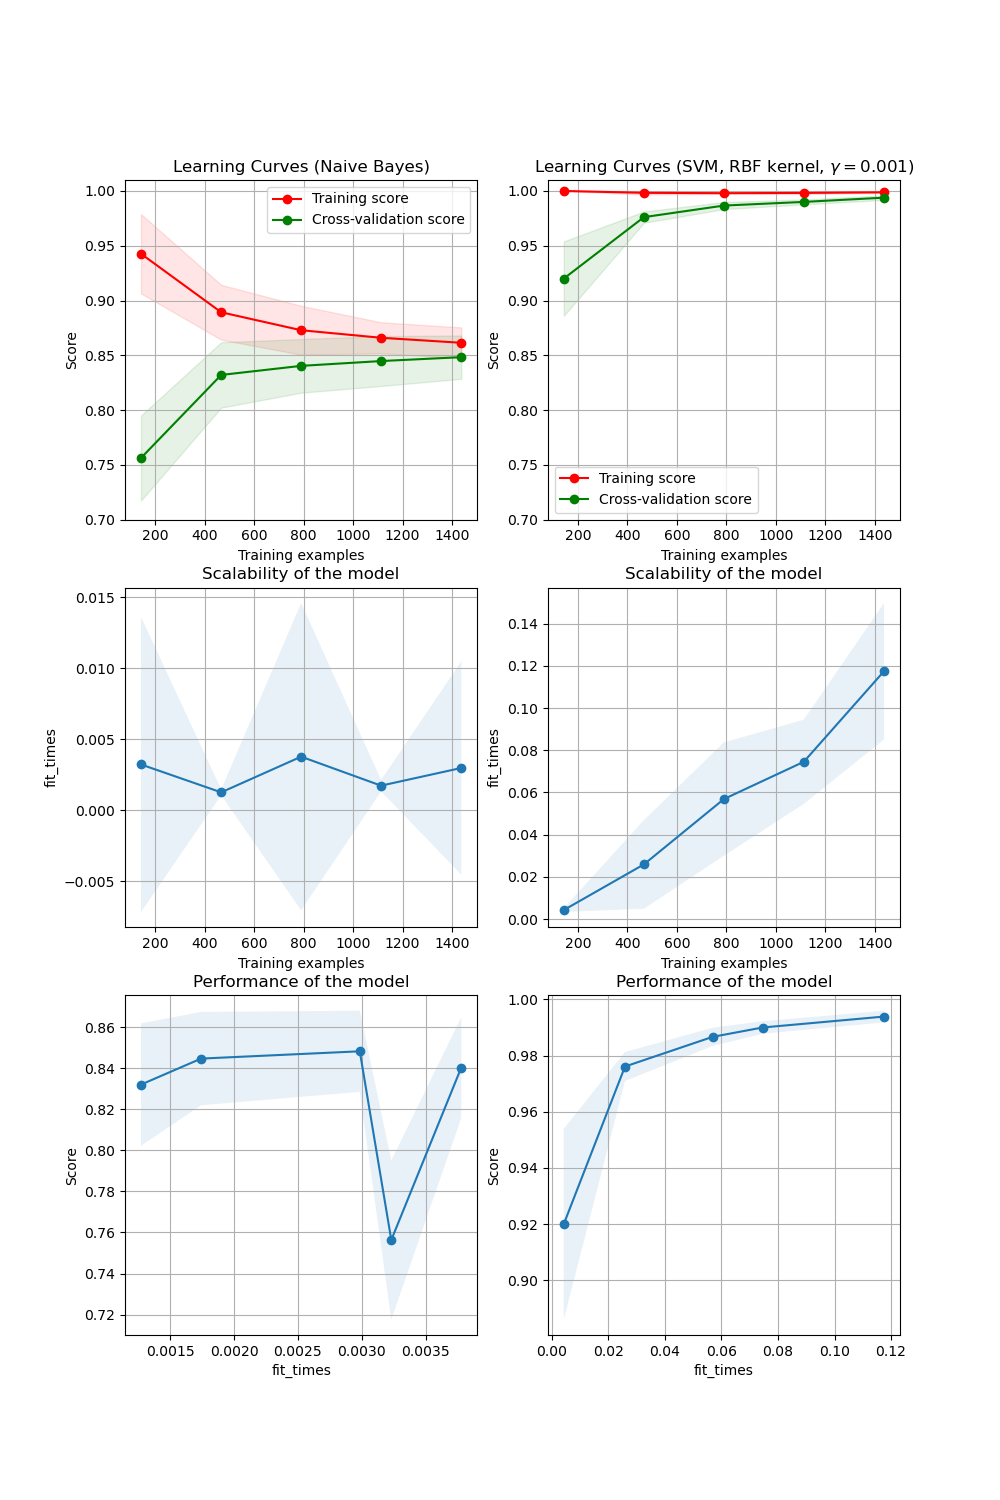 Learning Curves (Naive Bayes)
1.00
0.95
0.90
0.85
0.80
0.75
0.70
Score
Training score
Cross-validation score
200 400 600 800 1000 1200 1400
Training examples
Learning Curves (SVM, RBF kernel, γ = 0.001)
1.00
0.95
0.90
0.85
0.80
0.75
0.70
Score
Training score
Cross-validation score
200 400 600 800 1000 1200 1400
Training examples
Scalability of the model
0.015
0.010
0.005
0.000
−0.005
fit_times
200 400 600 800 1000 1200 1400
Training examples
Scalability of the model
0.14
0.12
0.10
0.08
0.06
0.04
0.02
0.00
fit_times
200 400 600 800 1000 1200 1400
Training examples
Performance of the model
0.86
0.84
0.82
0.80
0.78
0.76
0.74
0.72
Score
0.0015 0.0020 0.0025 0.0030 0.0035
fit_times
Performance of the model
1.00
0.98
0.96
0.94
0.92
0.90
Score
0.00 0.02 0.04 0.06 0.08 0.10 0.12
fit_times